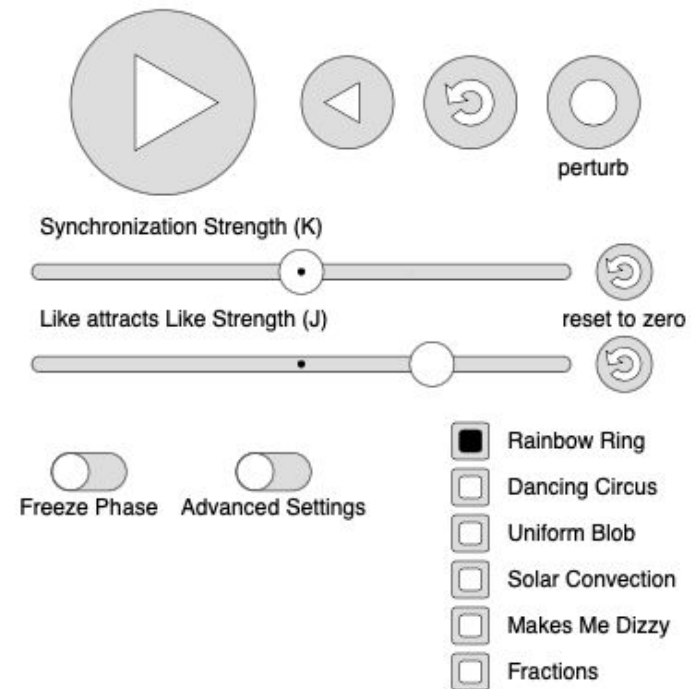 perturb
Synchronization Strength (K)
Like attracts Like Strength (J)
reset to zero
Freeze Phase
Advanced Settings
Rainbow Ring
Dancing Circus
Uniform Blob
Solar Convection
Makes Me Dizzy
Fractions